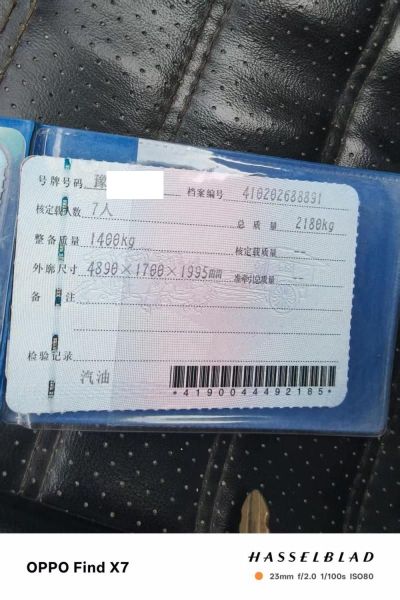 号牌号码 豫 档案编号 410202688891
核定载人数 7人 总质量 2180kg
整备质量 1400kg 核定载质量 --
外廓尺寸 4890×1700×1995mm 准牵引总质量 --
备注
检验记录
汽油
*4190044492185*
OPPO Find X7
HASSELBLAD
23mm f/2.0 1/100s ISO80